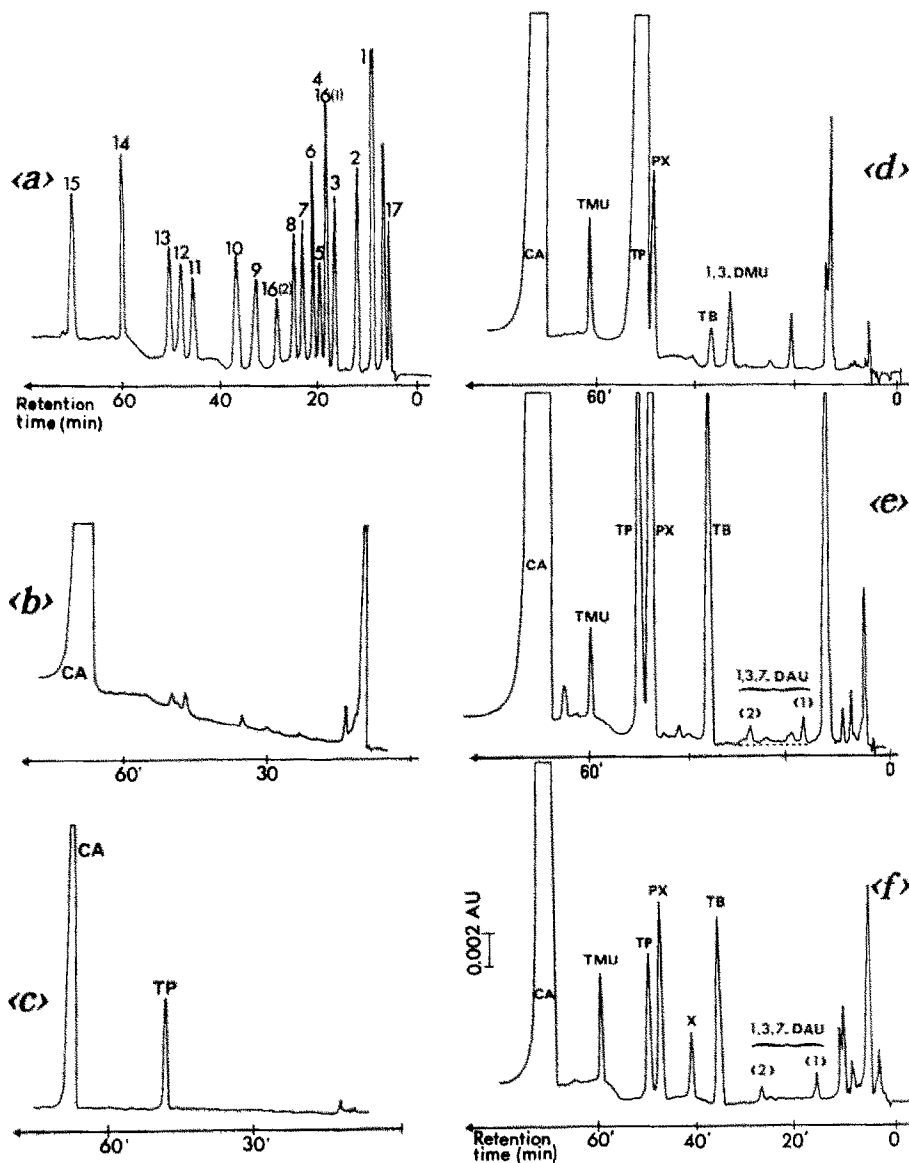 <a>
15
14
13
12
11
10
9
16(2)
8
7
6
5
4
16(1)
3
2
1
17
Retention
time (min)
60
40
20
0
<b>
CA
60'
30
<c>
CA
TP
60'
30'
<d>
CA
TMU
TP
PX
TB
1,3. DMU
60'
0
<e>
CA
TMU
TP
PX
TB
1,3,7. DAU
(2)
(1)
60'
0
<f>
0.002 AU
CA
TMU
TP
PX
X
TB
1,3,7. DAU
(2)
(1)
Retention
time (min)
60'
40'
20'
0